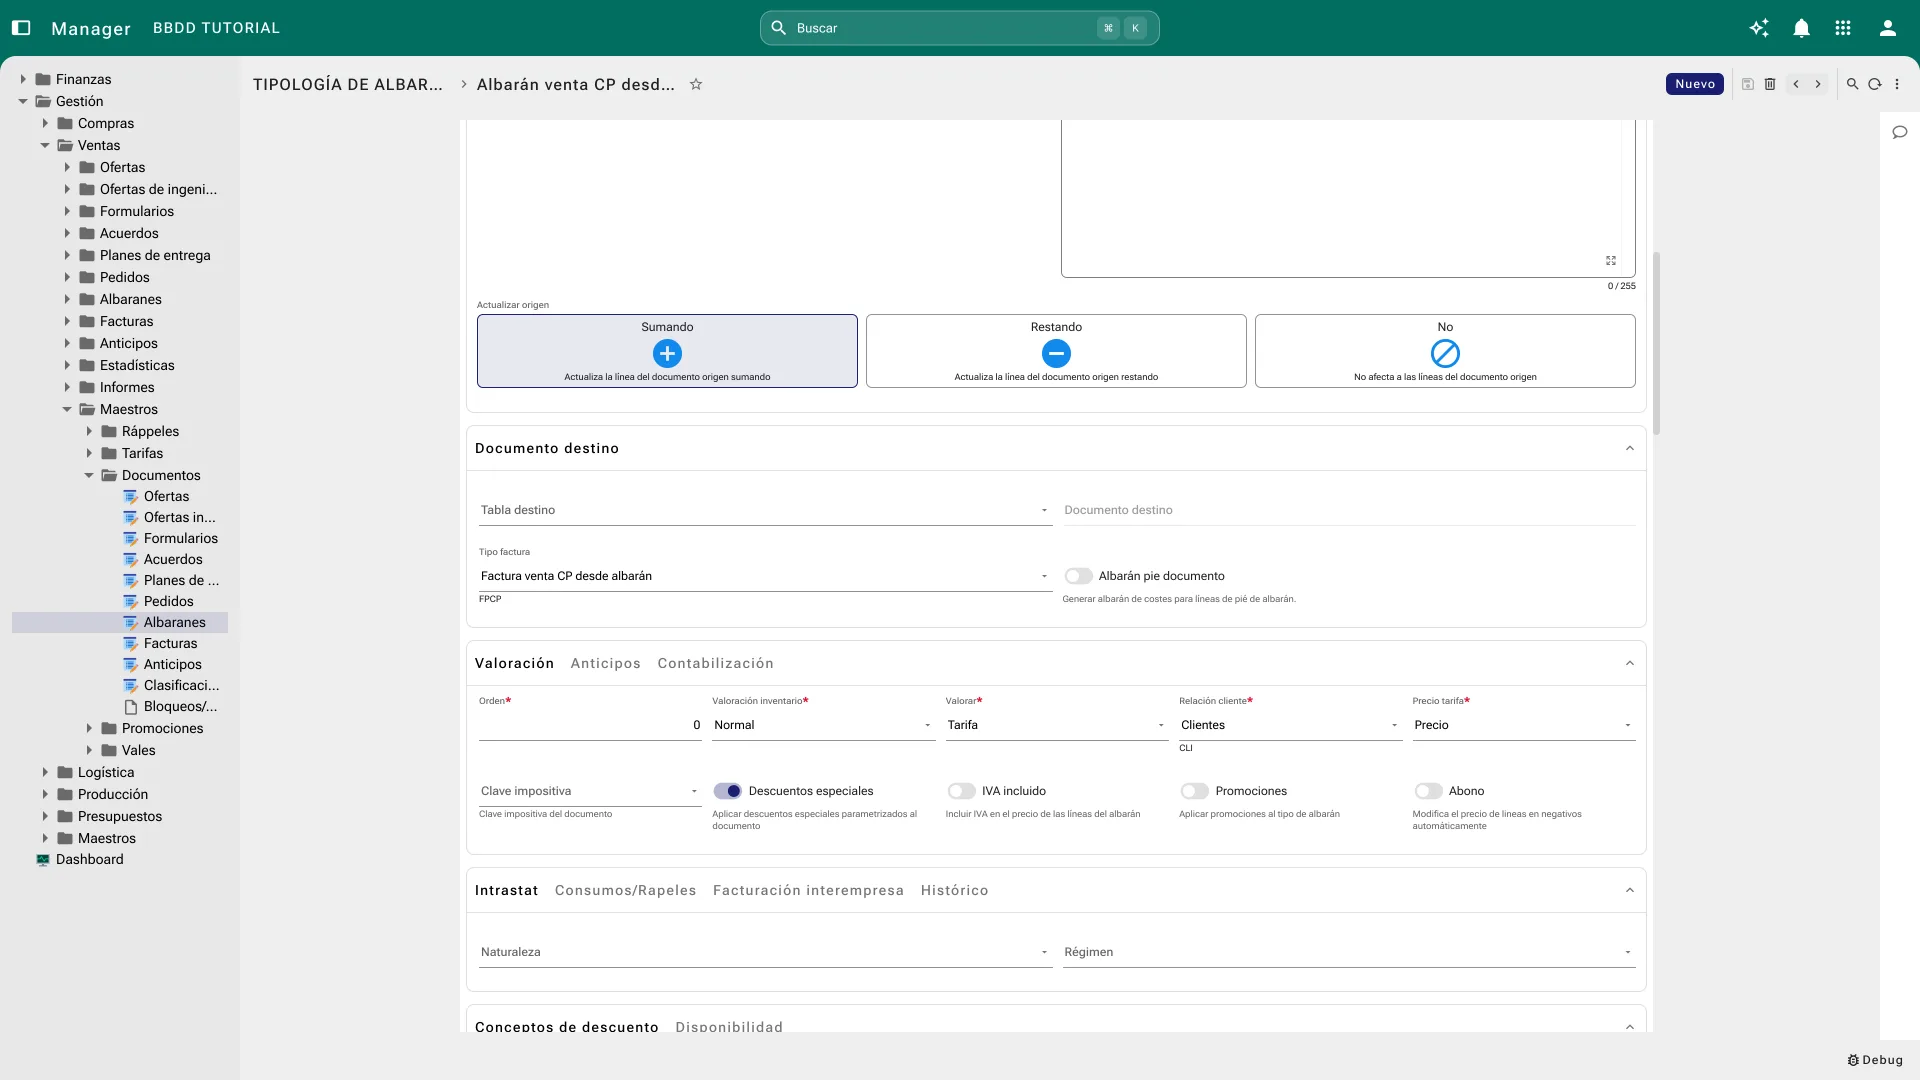 Manager
BBDD TUTORIAL
Buscar
⌘ K
Finanzas
Gestión
Compras
Ventas
Ofertas
Ofertas de ingeni...
Formularios
Acuerdos
Planes de entrega
Pedidos
Albaranes
Facturas
Anticipos
Estadísticas
Informes
Maestros
Ráppeles
Tarifas
Documentos
Ofertas
Ofertas in...
Formularios
Acuerdos
Planes de ...
Pedidos
Albaranes
Facturas
Anticipos
Clasificaci...
Bloqueos/...
Promociones
Vales
Logística
Producción
Presupuestos
Maestros
Dashboard
TIPOLOGÍA DE ALBAR... > Albarán venta CP desd...
Nuevo
0 / 255
Actualizar origen
Sumando
Actualiza la línea del documento origen sumando
Restando
Actualiza la línea del documento origen restando
No
No afecta a las líneas del documento origen
Documento destino
Tabla destino
Documento destino
Tipo factura
Factura venta CP desde albarán
FPCP
Albarán pie documento
Generar albarán de costes para líneas de pié de albarán.
Valoración Anticipos Contabilización
Orden*
0
Valoración inventario*
Normal
Valorar*
Tarifa
Relación cliente*
Clientes
CLI
Precio tarifa*
Precio
Clave impositiva
Clave impositiva del documento
Descuentos especiales
Aplicar descuentos especiales parametrizados al
documento
IVA incluido
Incluir IVA en el precio de las líneas del albarán
Promociones
Aplicar promociones al tipo de albarán
Abono
Modifica el precio de lineas en negativos
automáticamente
Intrastat Consumos/Rapeles Facturación interempresa Histórico
Naturaleza
Régimen
Conceptos de descuento Disponibilidad
Debug